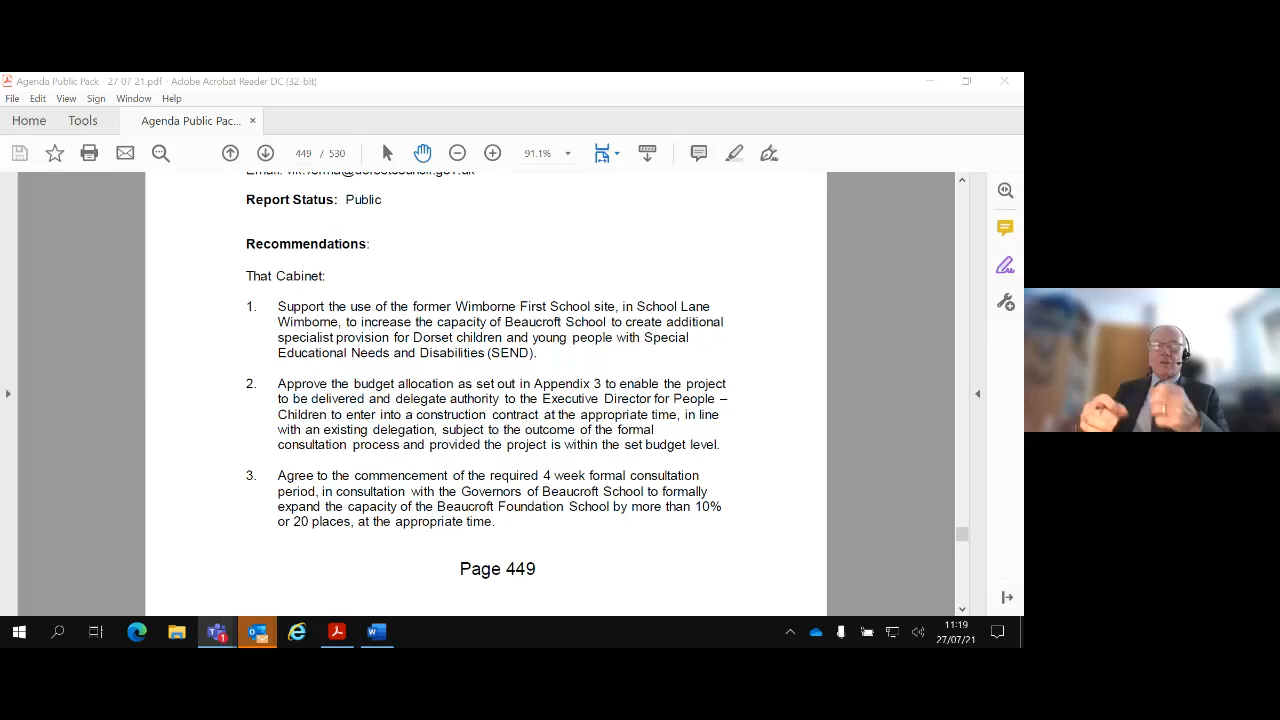 Agenda Public Pack - 27 07 21.pdf - Adobe Acrobat Reader DC (32-bit)
File Edit View Sign Window Help
Home Tools Agenda Public Pac... ×
449 / 530 91.1%
Report Status: Public
Recommendations:
That Cabinet:
1. Support the use of the former Wimborne First School site, in School Lane
Wimborne, to increase the capacity of Beaucroft School to create additional
specialist provision for Dorset children and young people with Special
Educational Needs and Disabilities (SEND).
2. Approve the budget allocation as set out in Appendix 3 to enable the project
to be delivered and delegate authority to the Executive Director for People –
Children to enter into a construction contract at the appropriate time, in line
with an existing delegation, subject to the outcome of the formal
consultation process and provided the project is within the set budget level.
3. Agree to the commencement of the required 4 week formal consultation
period, in consultation with the Governors of Beaucroft School to formally
expand the capacity of the Beaucroft Foundation School by more than 10%
or 20 places, at the appropriate time.
Page 449
11:19
27/07/21